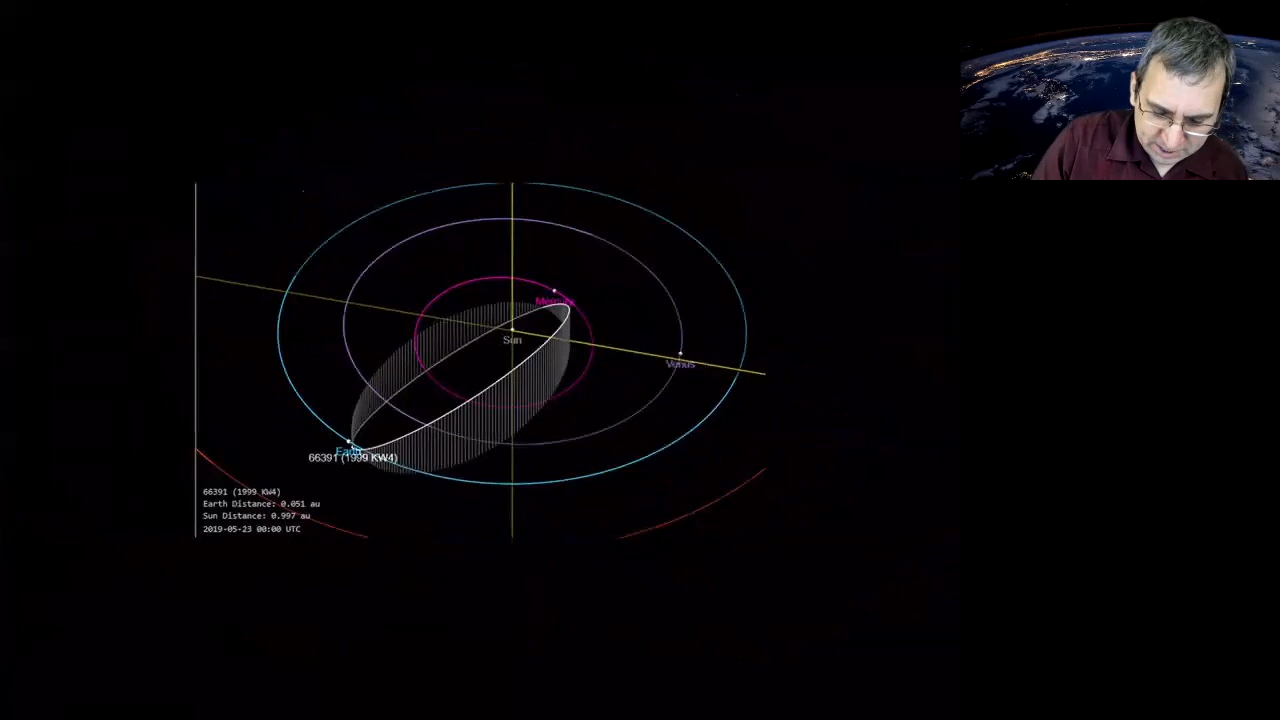 Mercury
Sun
Venus
Earth
66391 (1999 KW4)
66391 (1999 KW4)
Earth Distance: 0.051 au
Sun Distance: 0.997 au
2019-05-23 00:00 UTC